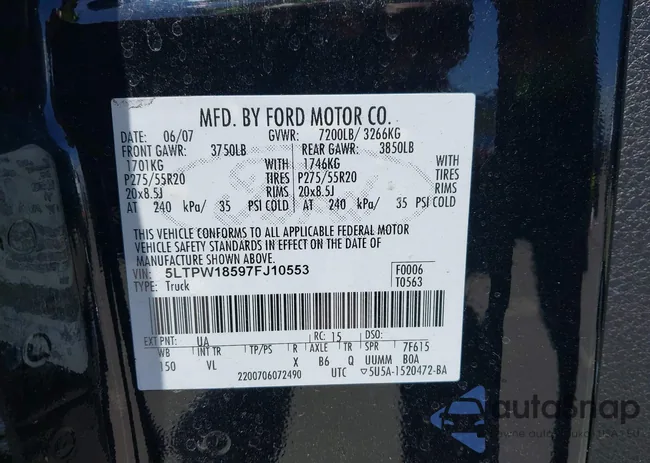 MFD. BY FORD MOTOR CO.
DATE: 06/07 GVWR: 7200LB/ 3266KG
FRONT GAWR: 3750LB REAR GAWR: 3850LB
1701KG WITH 1746KG WITH
P275/55R20 TIRES P275/55R20 TIRES
20x8.5J RIMS 20x8.5J RIMS
AT 240 kPa/ 35 PSI COLD AT 240 kPa/ 35 PSI COLD
Ford
THIS VEHICLE CONFORMS TO ALL APPLICABLE FEDERAL MOTOR
VEHICLE SAFETY STANDARDS IN EFFECT ON THE DATE OF
MANUFACTURE SHOWN ABOVE.
VIN: 5LTPW18597FJ10553 F0006
TYPE: Truck T0563
EXT PNT: UA RC: 15 DSO:
WB INT TR TP/PS R AXLE TR SPR 7F615
150 VL X B6 Q UUMM BOA
2200706072490 UTC 5U5A-1520472-BA
autosnap